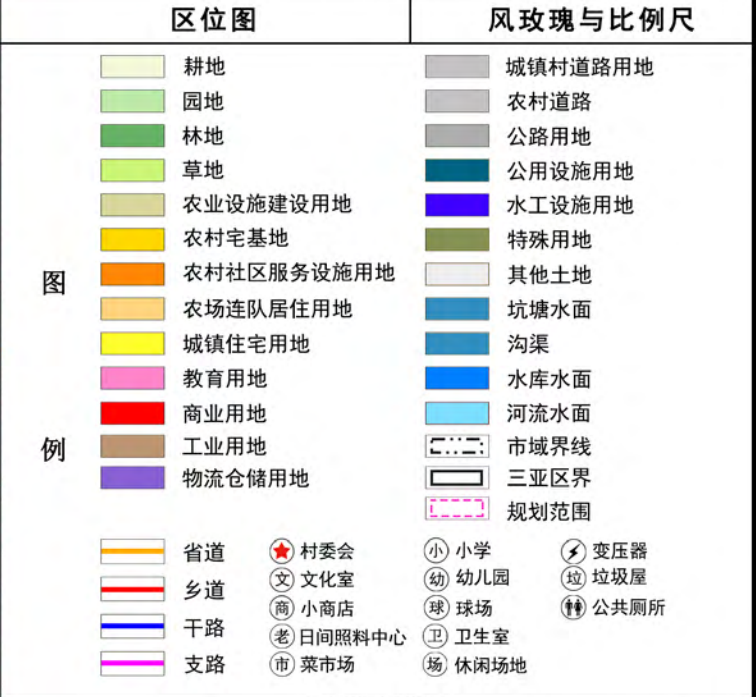 区位图
风玫瑰与比例尺
图
例
耕地
园地
林地
草地
农业设施建设用地
农村宅基地
农村社区服务设施用地
农场连队居住用地
城镇住宅用地
教育用地
商业用地
工业用地
物流仓储用地
城镇村道路用地
农村道路
公路用地
公用设施用地
水工设施用地
特殊用地
其他土地
坑塘水面
沟渠
水库水面
河流水面
市域界线
三亚区界
规划范围
省道
乡道
干路
支路
村委会
文 文化室
商 小商店
老 日间照料中心
市 菜市场
小 小学
幼 幼儿园
球 球场
卫 卫生室
场 休闲场地
变压器
垃 垃圾屋
公共厕所